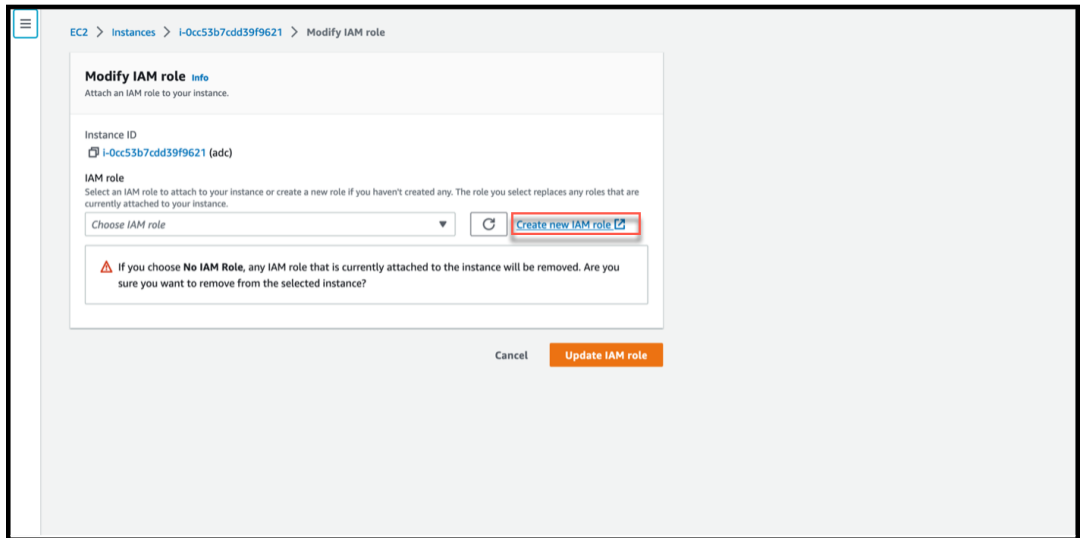 EC2 > Instances > i-0cc53b7cdd39f9621 > Modify IAM role
Modify IAM role Info
Attach an IAM role to your instance.
Instance ID
i-0cc53b7cdd39f9621 (adc)
IAM role
Select an IAM role to attach to your instance or create a new role if you haven't created any. The role you select replaces any roles that are
currently attached to your instance.
Choose IAM role
Create new IAM role
If you choose No IAM Role, any IAM role that is currently attached to the instance will be removed. Are you
sure you want to remove from the selected instance?
Cancel Update IAM role